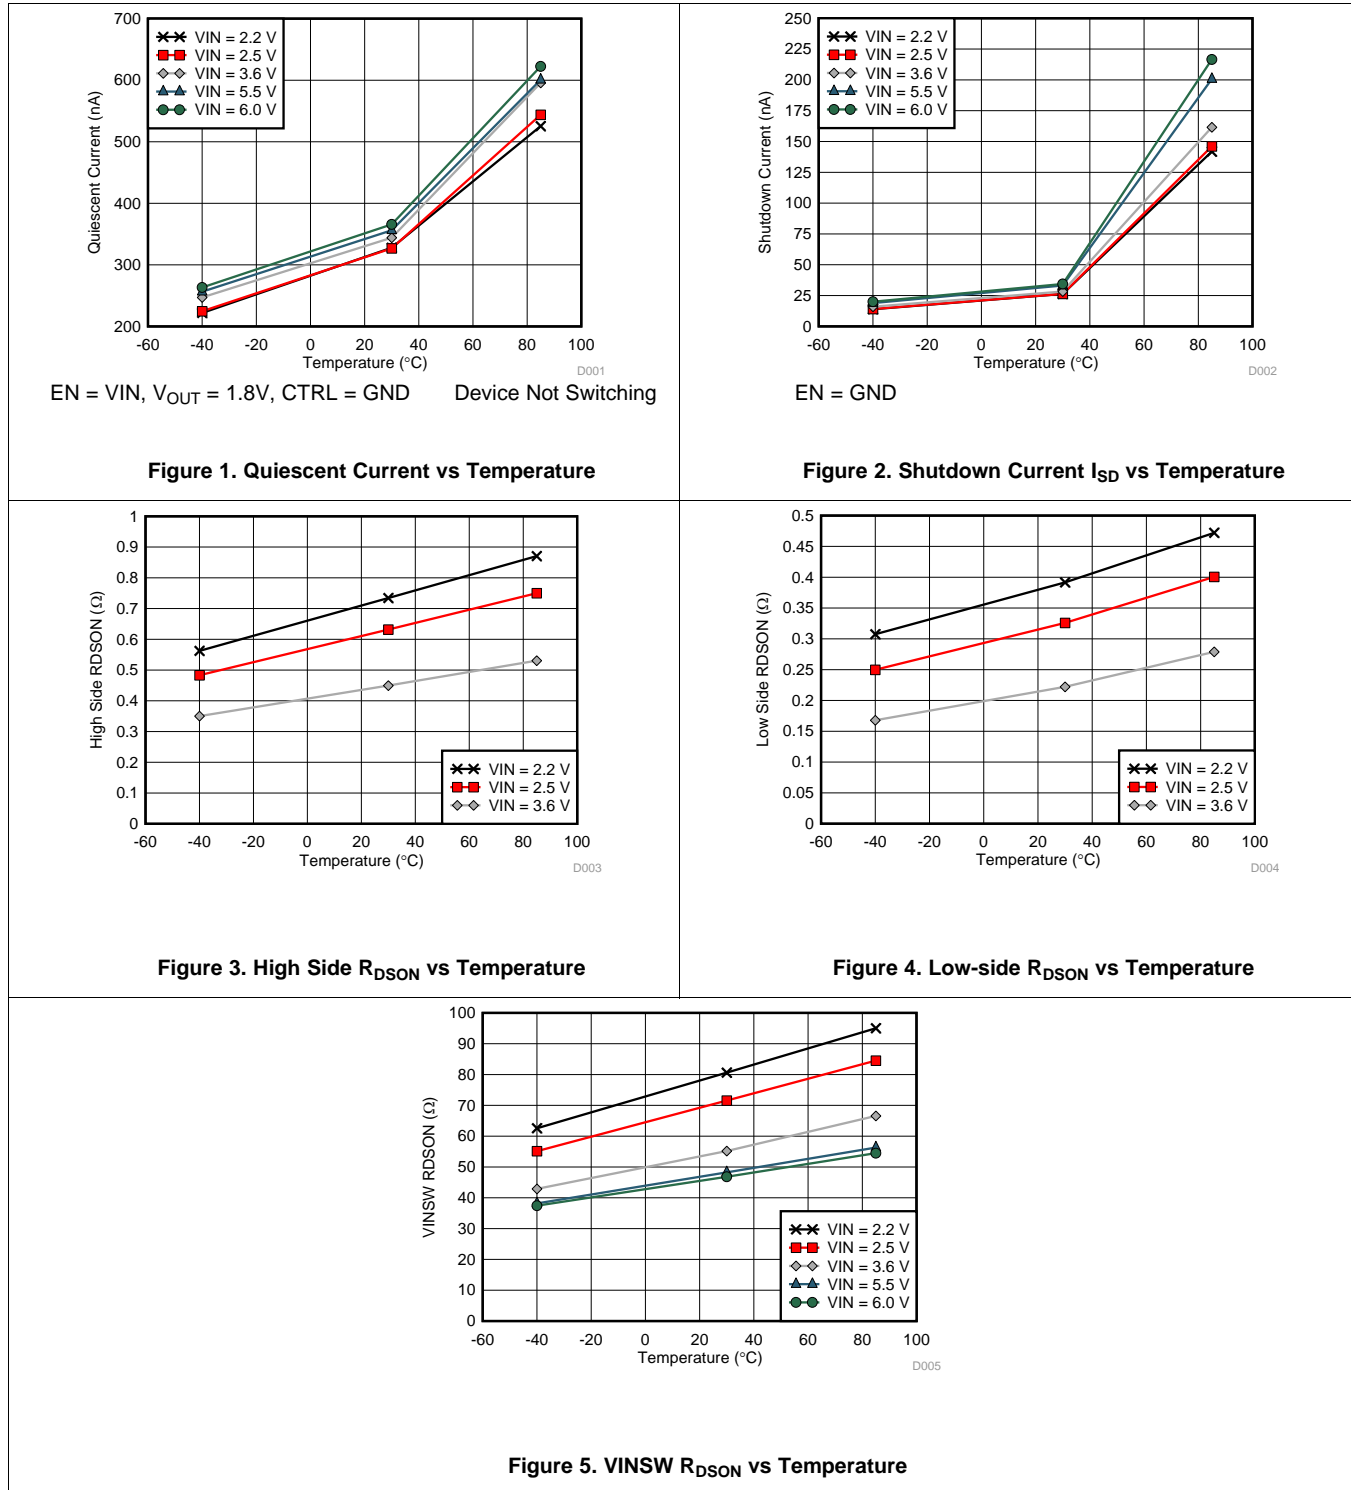 700
600
500
400
300
200
Quiescent Current (nA)
VIN = 2.2 V
VIN = 2.5 V
VIN = 3.6 V
VIN = 5.5 V
VIN = 6.0 V
-60 -40 -20 0 20 40 60 80 100
Temperature (°C)
D001
EN = VIN, VOUT = 1.8V, CTRL = GND Device Not Switching
Figure 1. Quiescent Current vs Temperature
250
225
200
175
150
125
100
75
50
25
0
Shutdown Current (nA)
VIN = 2.2 V
VIN = 2.5 V
VIN = 3.6 V
VIN = 5.5 V
VIN = 6.0 V
-60 -40 -20 0 20 40 60 80 100
Temperature (°C)
D002
EN = GND
Figure 2. Shutdown Current ISD vs Temperature
1
0.9
0.8
0.7
0.6
0.5
0.4
0.3
0.2
0.1
0
High Side RDSON (Ω)
VIN = 2.2 V
VIN = 2.5 V
VIN = 3.6 V
-60 -40 -20 0 20 40 60 80 100
Temperature (°C)
D003
Figure 3. High Side RDSON vs Temperature
0.5
0.45
0.4
0.35
0.3
0.25
0.2
0.15
0.1
0.05
0
Low Side RDSON (Ω)
VIN = 2.2 V
VIN = 2.5 V
VIN = 3.6 V
-60 -40 -20 0 20 40 60 80 100
Temperature (°C)
D004
Figure 4. Low-side RDSON vs Temperature
100
90
80
70
60
50
40
30
20
10
0
VINSW RDSON (Ω)
VIN = 2.2 V
VIN = 2.5 V
VIN = 3.6 V
VIN = 5.5 V
VIN = 6.0 V
-60 -40 -20 0 20 40 60 80 100
Temperature (°C)
D005
Figure 5. VINSW RDSON vs Temperature